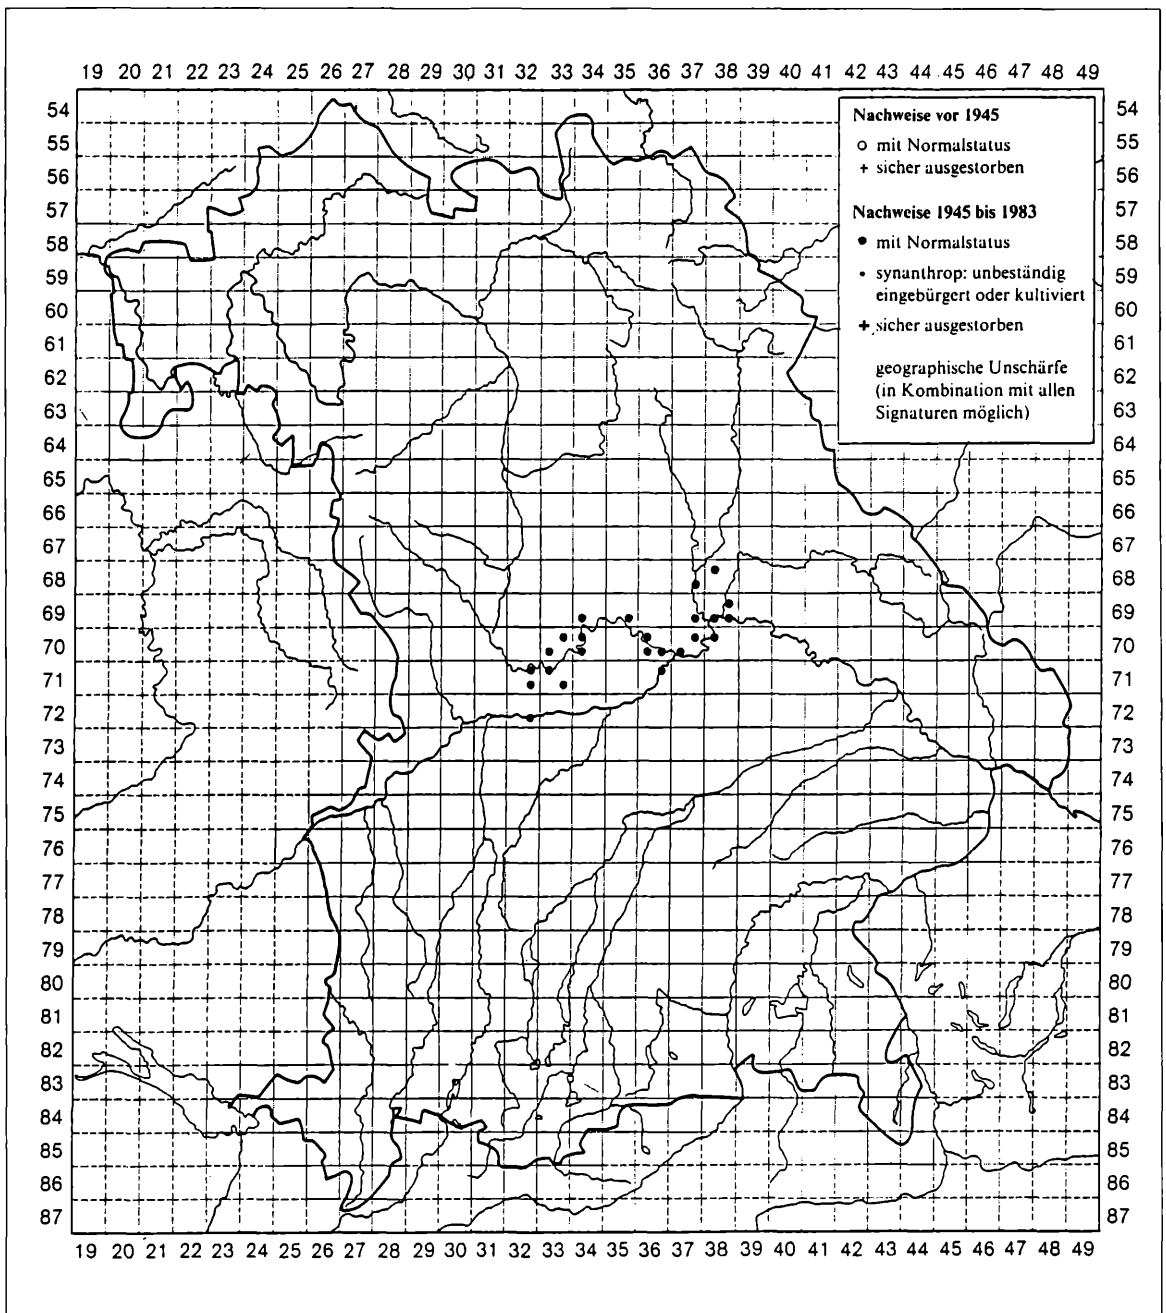 19 20 21 22 23 24 25 26 27 28 29 30 31 32 33 34 35 36 37 38 39 40 41 42 43 44 45 46 47 48 49
54 54
55 55
56 56
57 57
58 58
59 59
60 60
61 61
62 62
63 63
64 64
65 65
66 66
67 67
68 68
69 69
70 70
71 71
72 72
73 73
74 74
75 75
76 76
77 77
78 78
79 79
80 80
81 81
82 82
83 83
84 84
85 85
86 86
87 87
19 20 21 22 23 24 25 26 27 28 29 30 31 32 33 34 35 36 37 38 39 40 41 42 43 44 45 46 47 48 49
Nachweise vor 1945
mit Normalstatus
+ sicher ausgestorben
Nachweise 1945 bis 1983
mit Normalstatus
synanthrop: unbeständig
eingebürgert oder kultiviert
+ sicher ausgestorben
geographische Unschärfe
(in Kombination mit allen
Signaturen möglich)